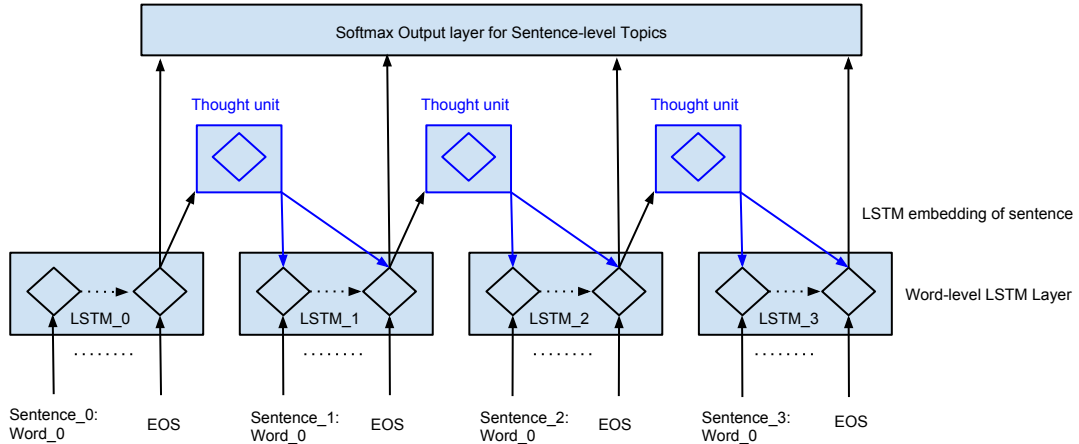 Softmax Output layer for Sentence-level Topics
Thought unit
Thought unit
Thought unit
LSTM embedding of sentence
Word-level LSTM Layer
LSTM_0
LSTM_1
LSTM_2
LSTM_3
Sentence_0:
Word_0
EOS
Sentence_1:
Word_0
EOS
Sentence_2:
Word_0
EOS
Sentence_3:
Word_0
EOS